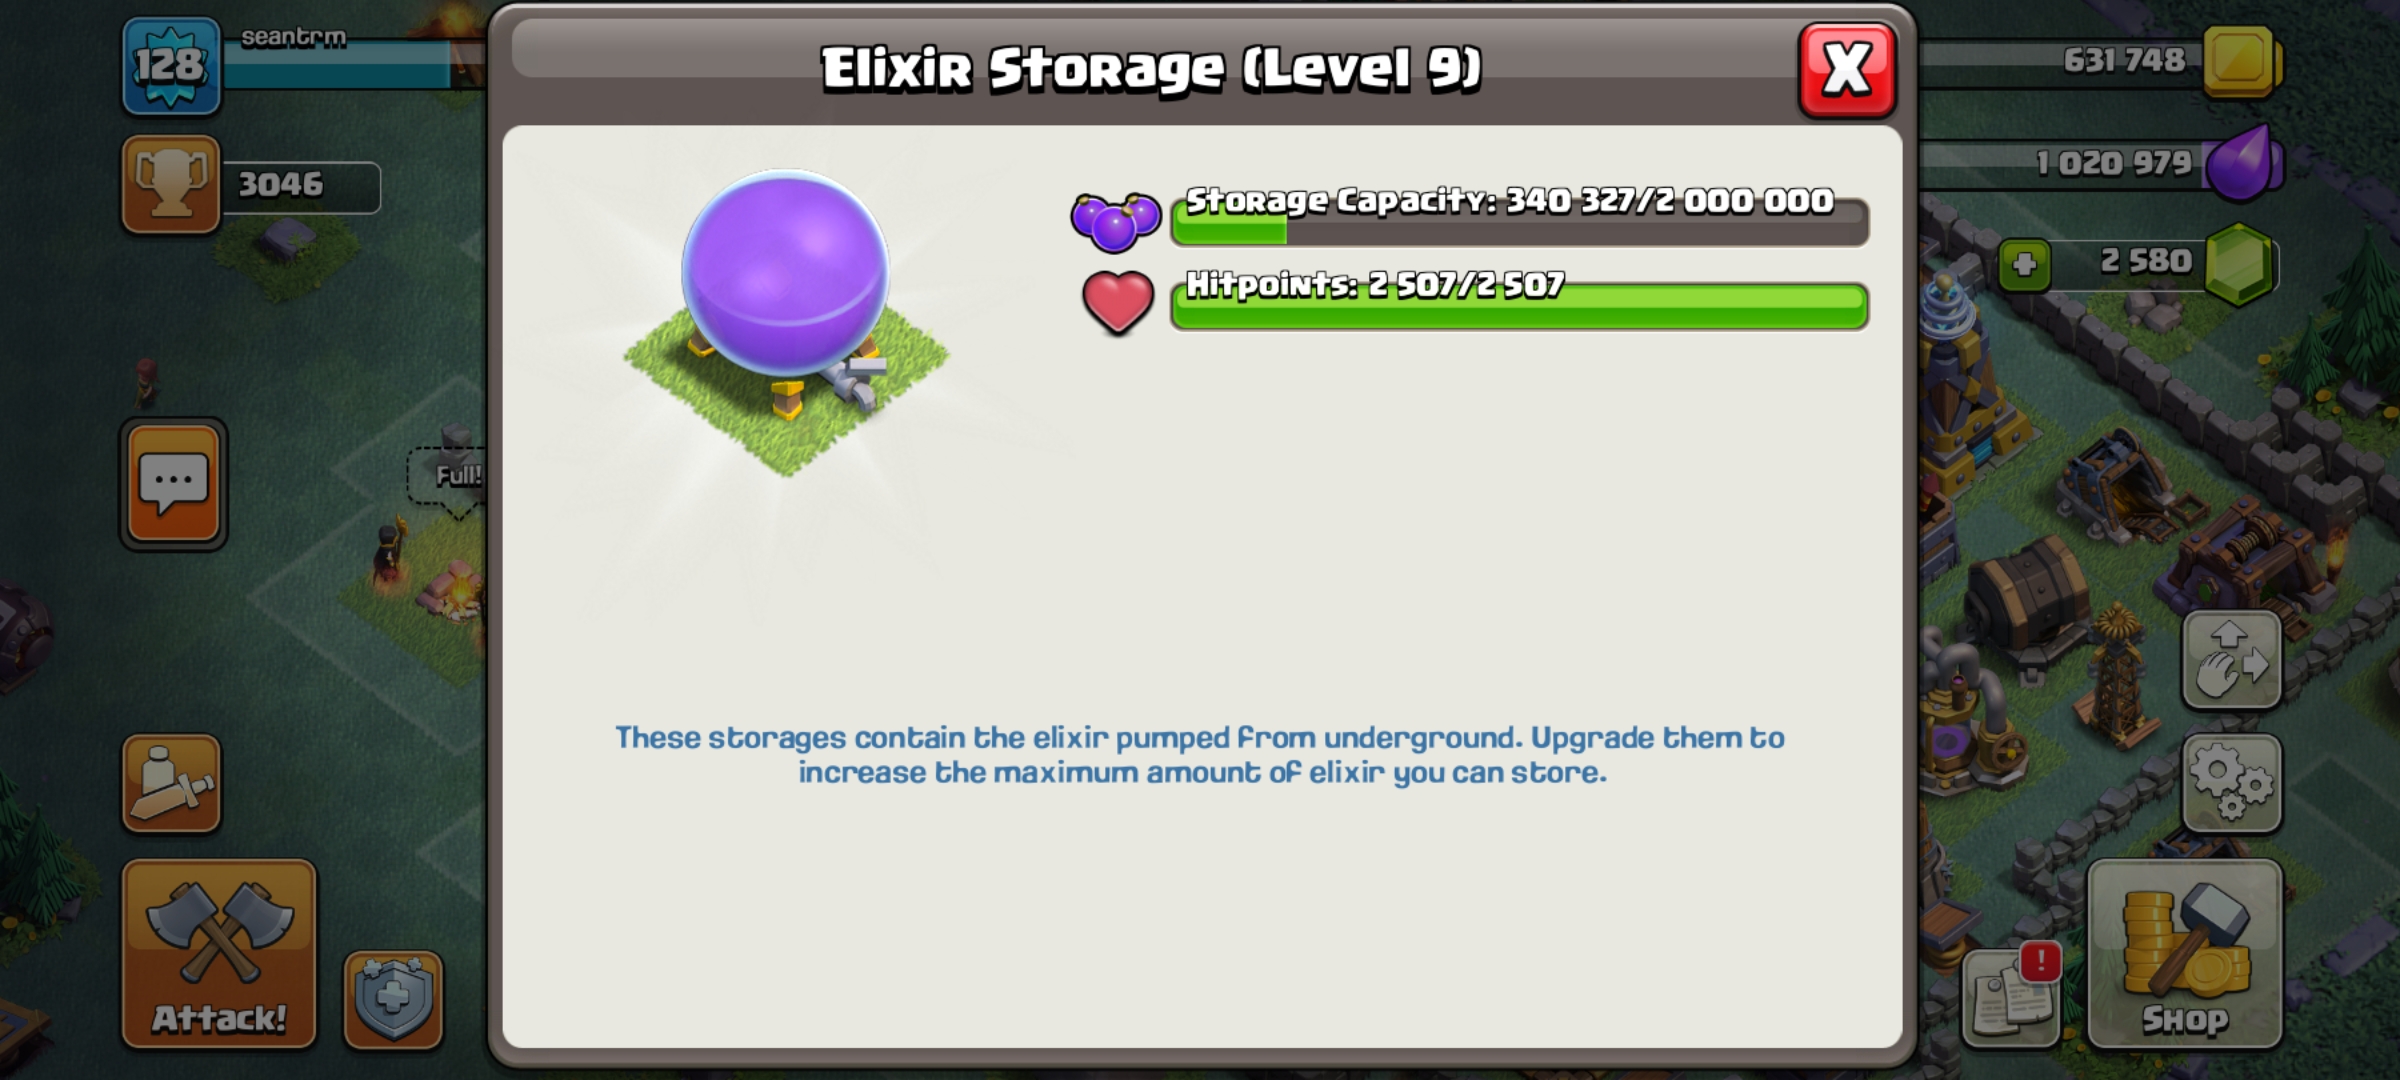 128
seantrm
Elixir Storage (Level 9)
X
631 748
3046
Storage Capacity: 340 327/2 000 000
1 020 979
Hitpoints: 2 507/2 507
2 580
Full!
These storages contain the elixir pumped from underground. Upgrade them to
increase the maximum amount of elixir you can store.
Attack!
!
Shop